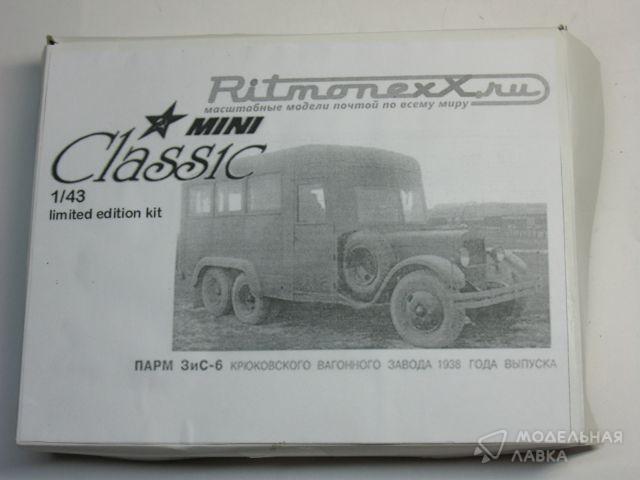 RitmonexX.ru
масштабные модели почтой по всему миру
MINI
Classic
1/43
limited edition kit
ПАРМ ЗиС-6 КРЮКОВСКОГО ВАГОННОГО ЗАВОДА 1938 ГОДА ВЫПУСКА
МОДЕЛЬНАЯ
ЛАВКА